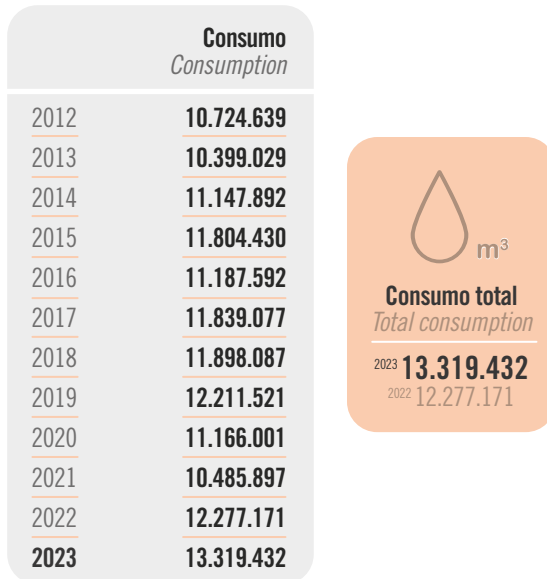 Consumo
Consumption
2012 10.724.639
2013 10.399.029
2014 11.147.892
2015 11.804.430
2016 11.187.592
2017 11.839.077
2018 11.898.087
2019 12.211.521
2020 11.166.001
2021 10.485.897
2022 12.277.171
2023 13.319.432
m³
Consumo total
Total consumption
2023 13.319.432
2022 12.277.171